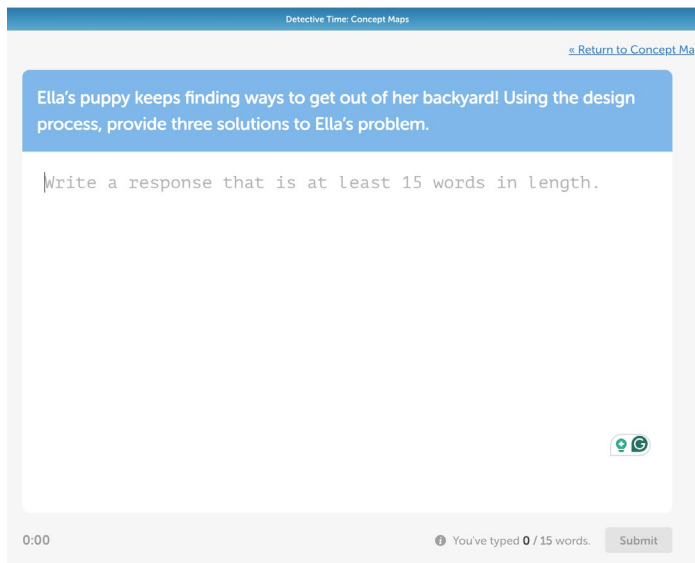 Detective Time: Concept Maps
« Return to Concept Ma
Ella's puppy keeps finding ways to get out of her backyard! Using the design
process, provide three solutions to Ella's problem.
Write a response that is at least 15 words in length.
0:00
You've typed 0 / 15 words.
Submit